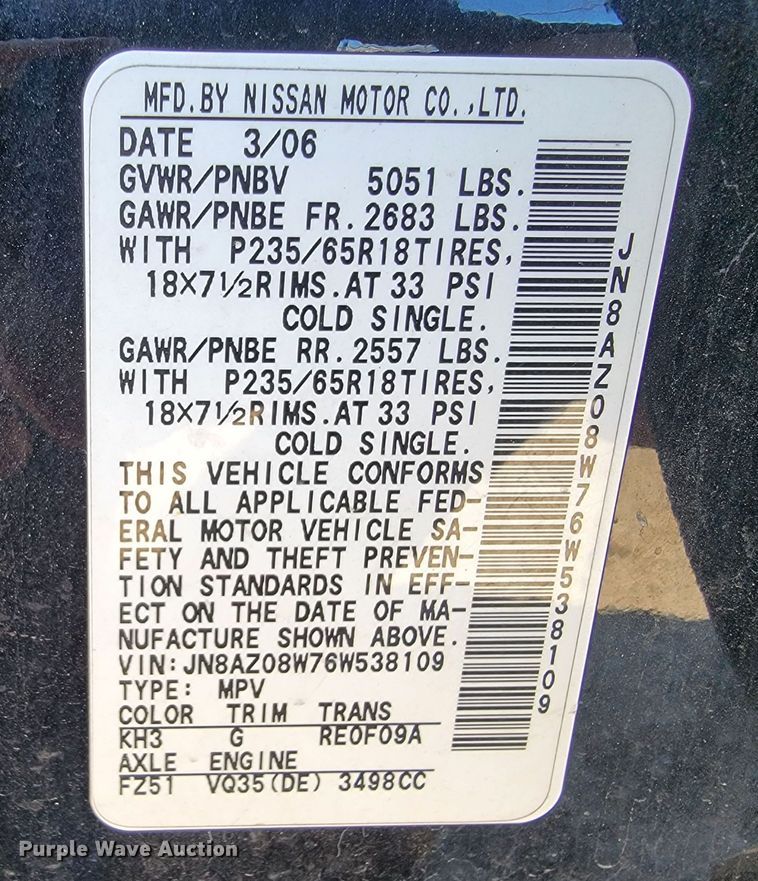 MFD.BY NISSAN MOTOR CO.,LTD.
DATE 3/06
GVWR/PNBV 5051 LBS.
GAWR/PNBE FR. 2683 LBS.
WITH P235/65R18TIRES,
18X7½RIMS.AT 33 PSI
COLD SINGLE.
GAWR/PNBE RR. 2557 LBS.
WITH P235/65R18TIRES,
18X7½RIMS.AT 33 PSI
COLD SINGLE.
THIS VEHICLE CONFORMS
TO ALL APPLICABLE FED-
ERAL MOTOR VEHICLE SA-
FETY AND THEFT PREVEN-
TION STANDARDS IN EFF-
ECT ON THE DATE OF MA-
NUFACTURE SHOWN ABOVE.
VIN:JN8AZ08W76W538109
TYPE: MPV
COLOR TRIM TRANS
KH3 G RE0F09A
AXLE ENGINE
FZ51 VQ35(DE) 3498CC
JN8AZ08W76W538109
Purple Wave Auction